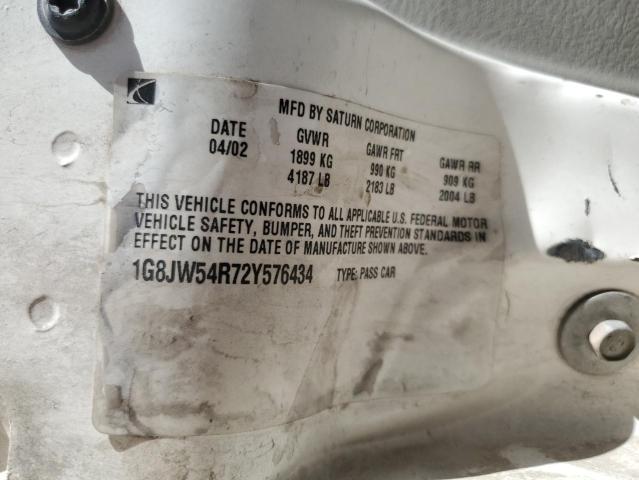 MFD BY SATURN CORPORATION
DATE GVWR GAWR FRT GAWR RR
04/02 1899 KG 990 KG 909 KG
4187 LB 2183 LB 2004 LB
THIS VEHICLE CONFORMS TO ALL APPLICABLE U.S. FEDERAL MOTOR
VEHICLE SAFETY, BUMPER, AND THEFT PREVENTION STANDARDS IN
EFFECT ON THE DATE OF MANUFACTURE SHOWN ABOVE.
1G8JW54R72Y576434 TYPE: PASS CAR